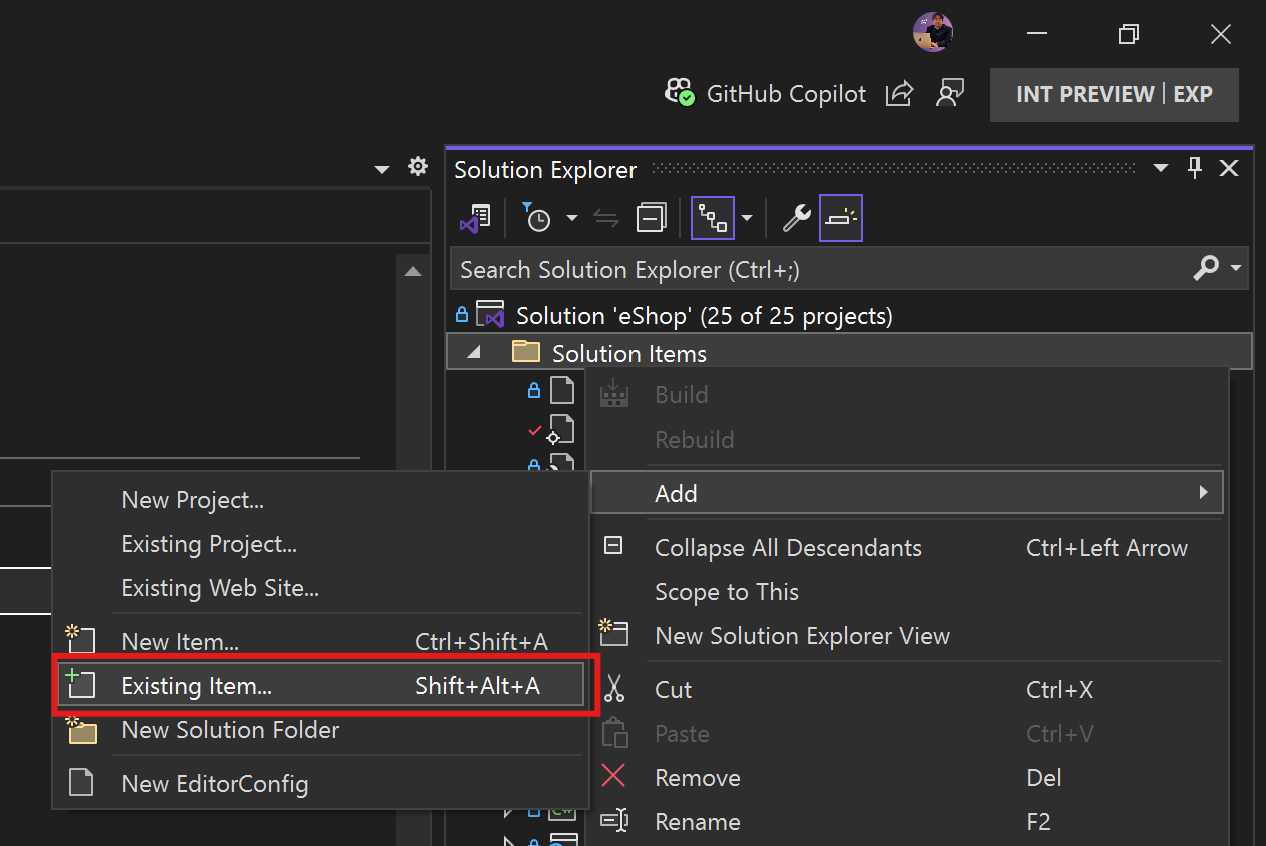 GitHub Copilot
INT PREVIEW | EXP
Solution Explorer
Search Solution Explorer (Ctrl+;)
Solution 'eShop' (25 of 25 projects)
Solution Items
Build
Rebuild
Add
Collapse All Descendants Ctrl+Left Arrow
Scope to This
New Solution Explorer View
Cut Ctrl+X
Paste Ctrl+V
Remove Del
Rename F2
New Project...
Existing Project...
Existing Web Site...
New Item... Ctrl+Shift+A
Existing Item... Shift+Alt+A
New Solution Folder
New EditorConfig
C#